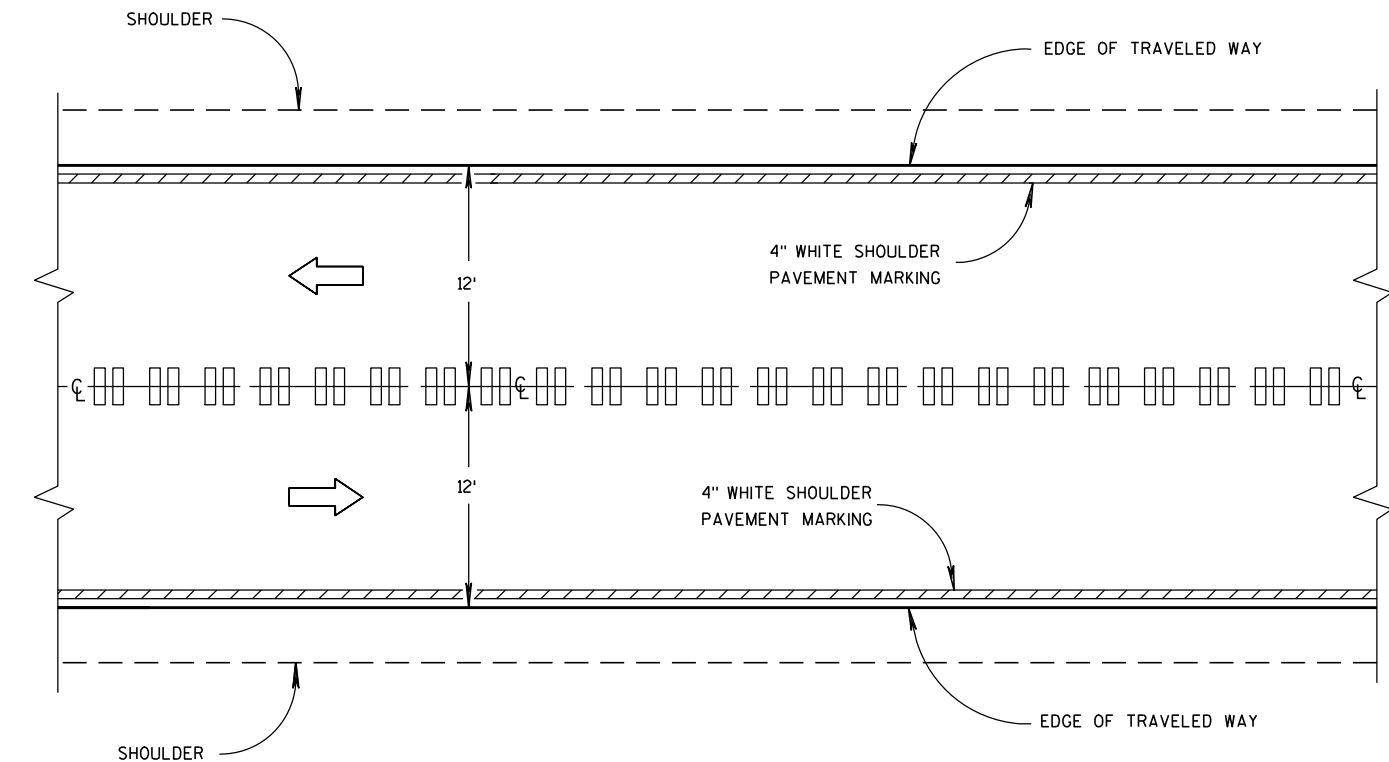 SHOULDER
EDGE OF TRAVELED WAY
4" WHITE SHOULDER
PAVEMENT MARKING
12'
℄
℄
℄
12'
4" WHITE SHOULDER
PAVEMENT MARKING
EDGE OF TRAVELED WAY
SHOULDER